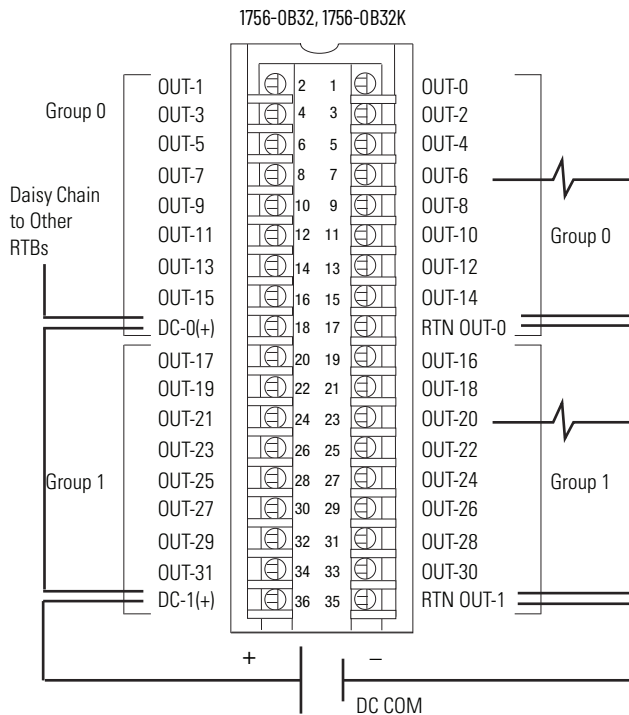 1756-OB32, 1756-OB32K
OUT-1 2 1 OUT-0
Group 0
OUT-3 4 3 OUT-2
OUT-5 6 5 OUT-4
OUT-7 8 7 OUT-6
Daisy Chain
to Other
RTBs
OUT-9 10 9 OUT-8
OUT-11 12 11 OUT-10
Group 0
OUT-13 14 13 OUT-12
OUT-15 16 15 OUT-14
DC-0(+) 18 17 RTN OUT-0
OUT-17 20 19 OUT-16
OUT-19 22 21 OUT-18
OUT-21 24 23 OUT-20
OUT-23 26 25 OUT-22
Group 1
OUT-25 28 27 OUT-24
Group 1
OUT-27 30 29 OUT-26
OUT-29 32 31 OUT-28
OUT-31 34 33 OUT-30
DC-1(+) 36 35 RTN OUT-1
+ –
DC COM